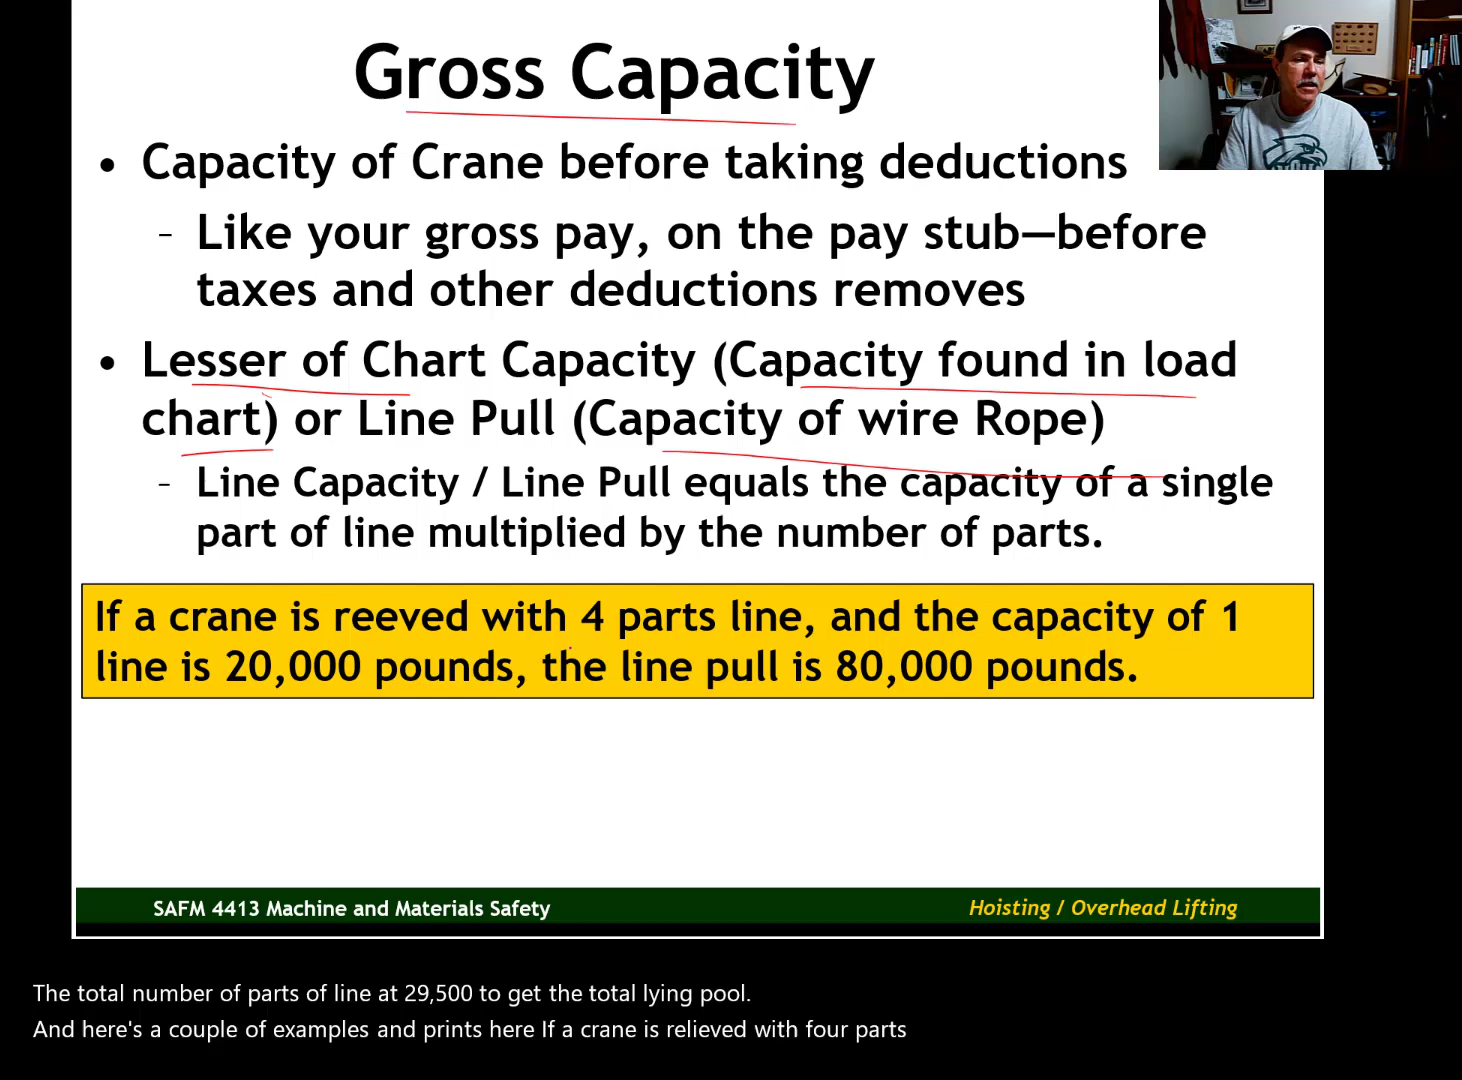 Gross Capacity
• Capacity of Crane before taking deductions
– Like your gross pay, on the pay stub—before
taxes and other deductions removes
• Lesser of Chart Capacity (Capacity found in load
chart) or Line Pull (Capacity of wire Rope)
– Line Capacity / Line Pull equals the capacity of a single
part of line multiplied by the number of parts.
If a crane is reeved with 4 parts line, and the capacity of 1
line is 20,000 pounds, the line pull is 80,000 pounds.
SAFM 4413 Machine and Materials Safety
Hoisting / Overhead Lifting
The total number of parts of line at 29,500 to get the total lying pool.
And here's a couple of examples and prints here If a crane is relieved with four parts